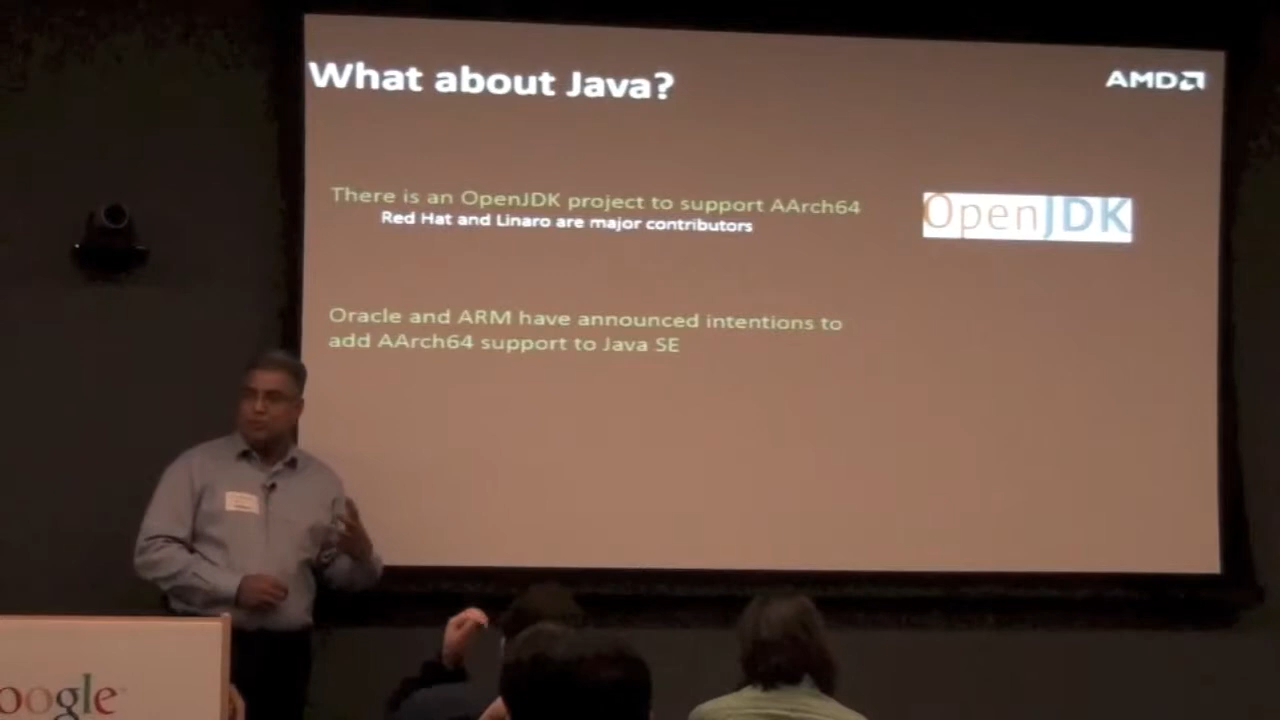 What about Java?
AMD
There is an OpenJDK project to support AArch64
Red Hat and Linaro are major contributors
OpenJDK
Oracle and ARM have announced intentions to
add AArch64 support to Java SE
oogle